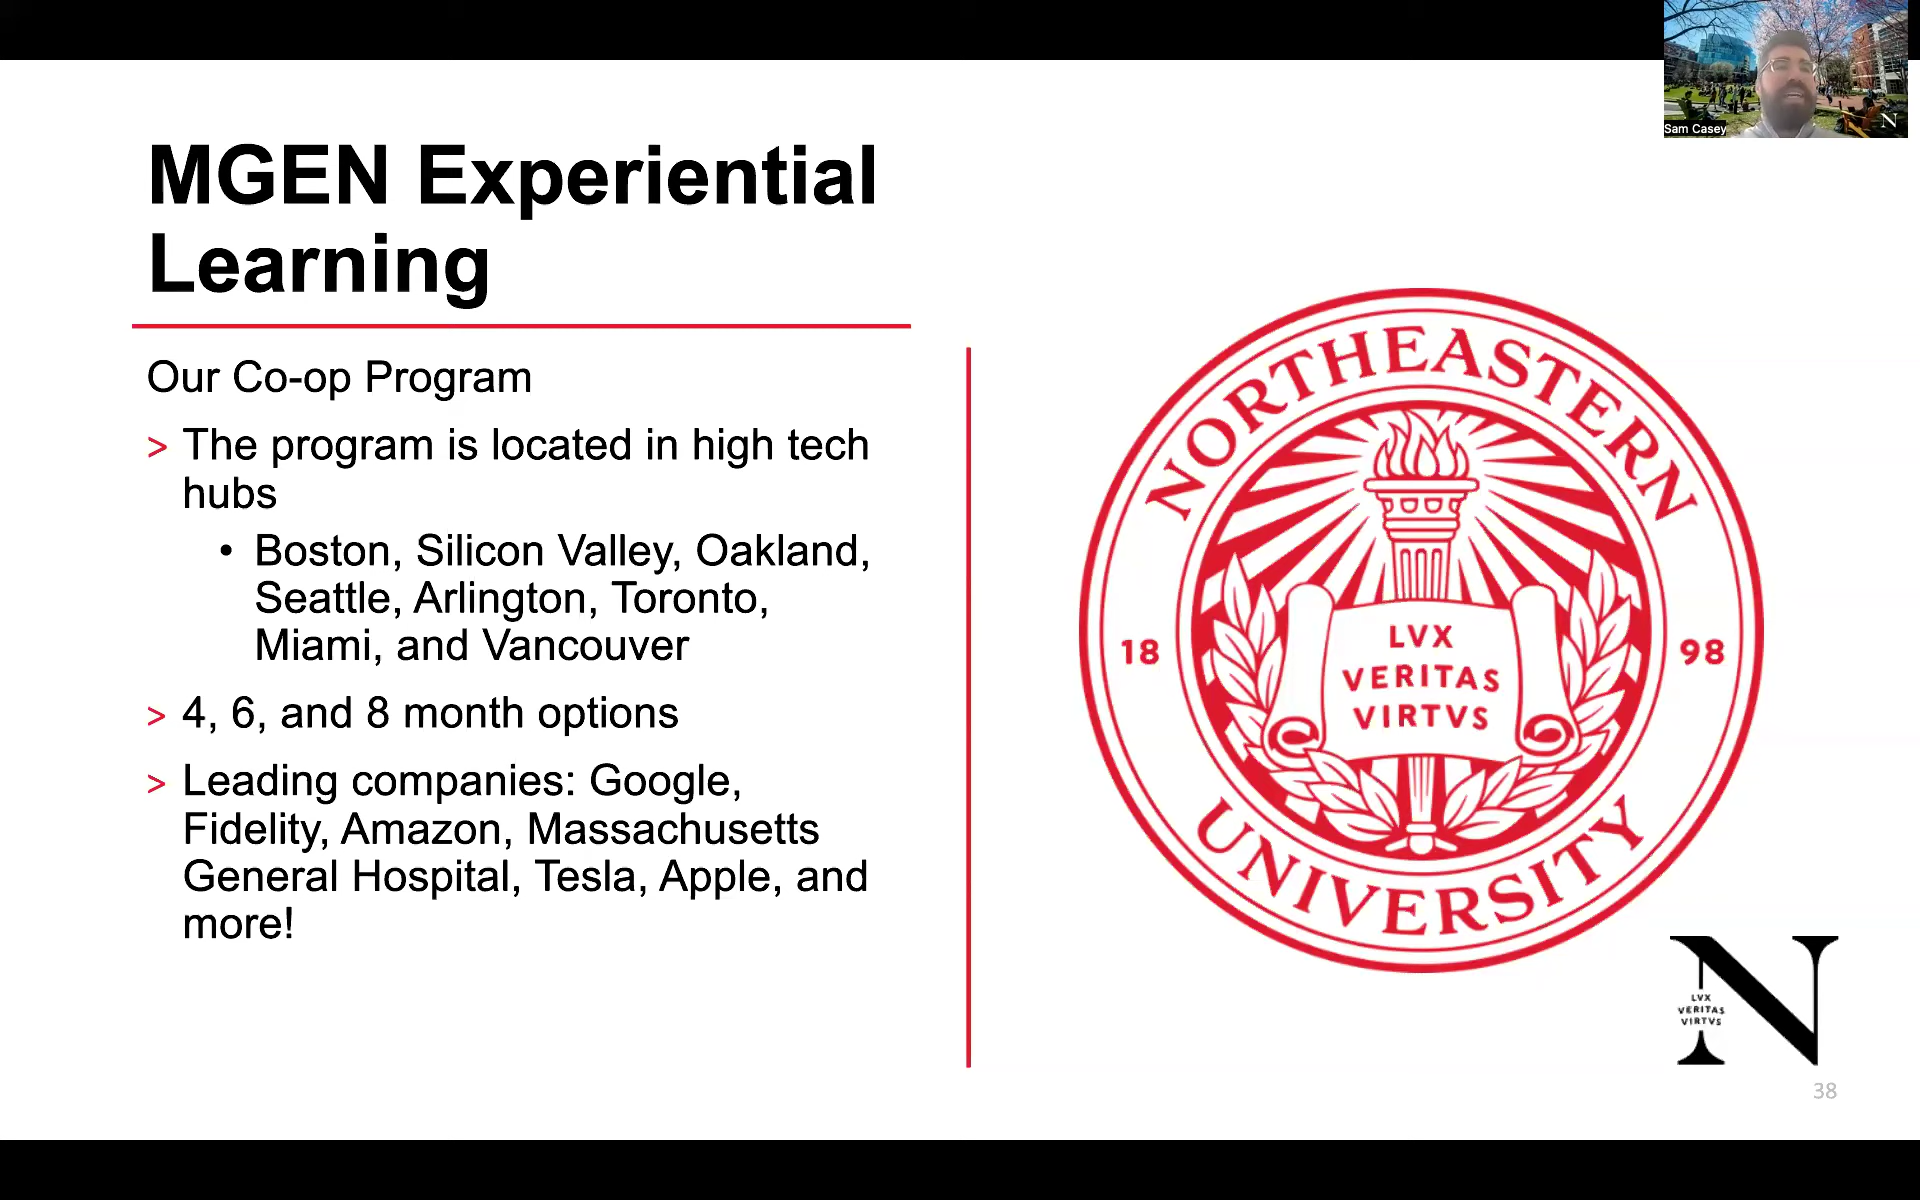 Sam Casey
N
MGEN Experiential
Learning
Our Co-op Program
> The program is located in high tech
hubs
• Boston, Silicon Valley, Oakland,
Seattle, Arlington, Toronto,
Miami, and Vancouver
> 4, 6, and 8 month options
> Leading companies: Google,
Fidelity, Amazon, Massachusetts
General Hospital, Tesla, Apple, and
more!
NORTHEASTERN
18 98
LVX
VERITAS
VIRTVS
UNIVERSITY
N
LVX
VERITAS
VIRTVS
38